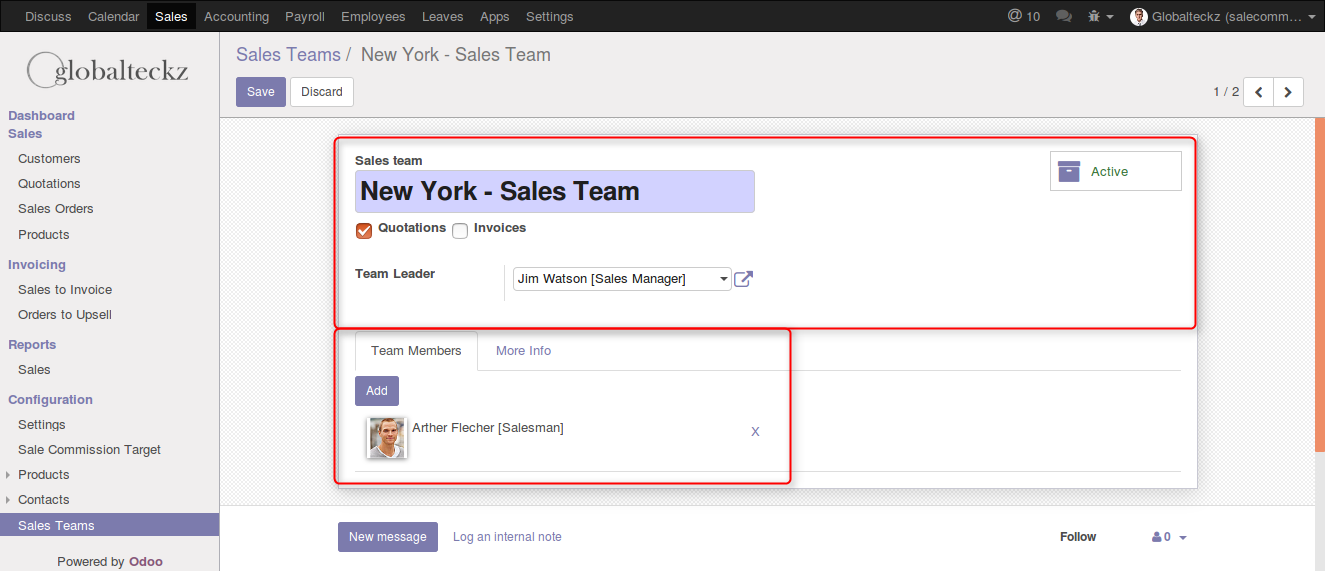 Discuss Calendar Sales Accounting Payroll Employees Leaves Apps Settings @ 10 Globalteckz (salecomm...
globalteckz
Dashboard
Sales
Customers
Quotations
Sales Orders
Products
Invoicing
Sales to Invoice
Orders to Upsell
Reports
Sales
Configuration
Settings
Sale Commission Target
Products
Contacts
Sales Teams
Powered by Odoo
Sales Teams / New York - Sales Team
Save Discard 1 / 2
Sales team
New York - Sales Team
Active
Quotations Invoices
Team Leader Jim Watson [Sales Manager]
Team Members More Info
Add
Arther Flecher [Salesman] X
New message Log an internal note Follow 0